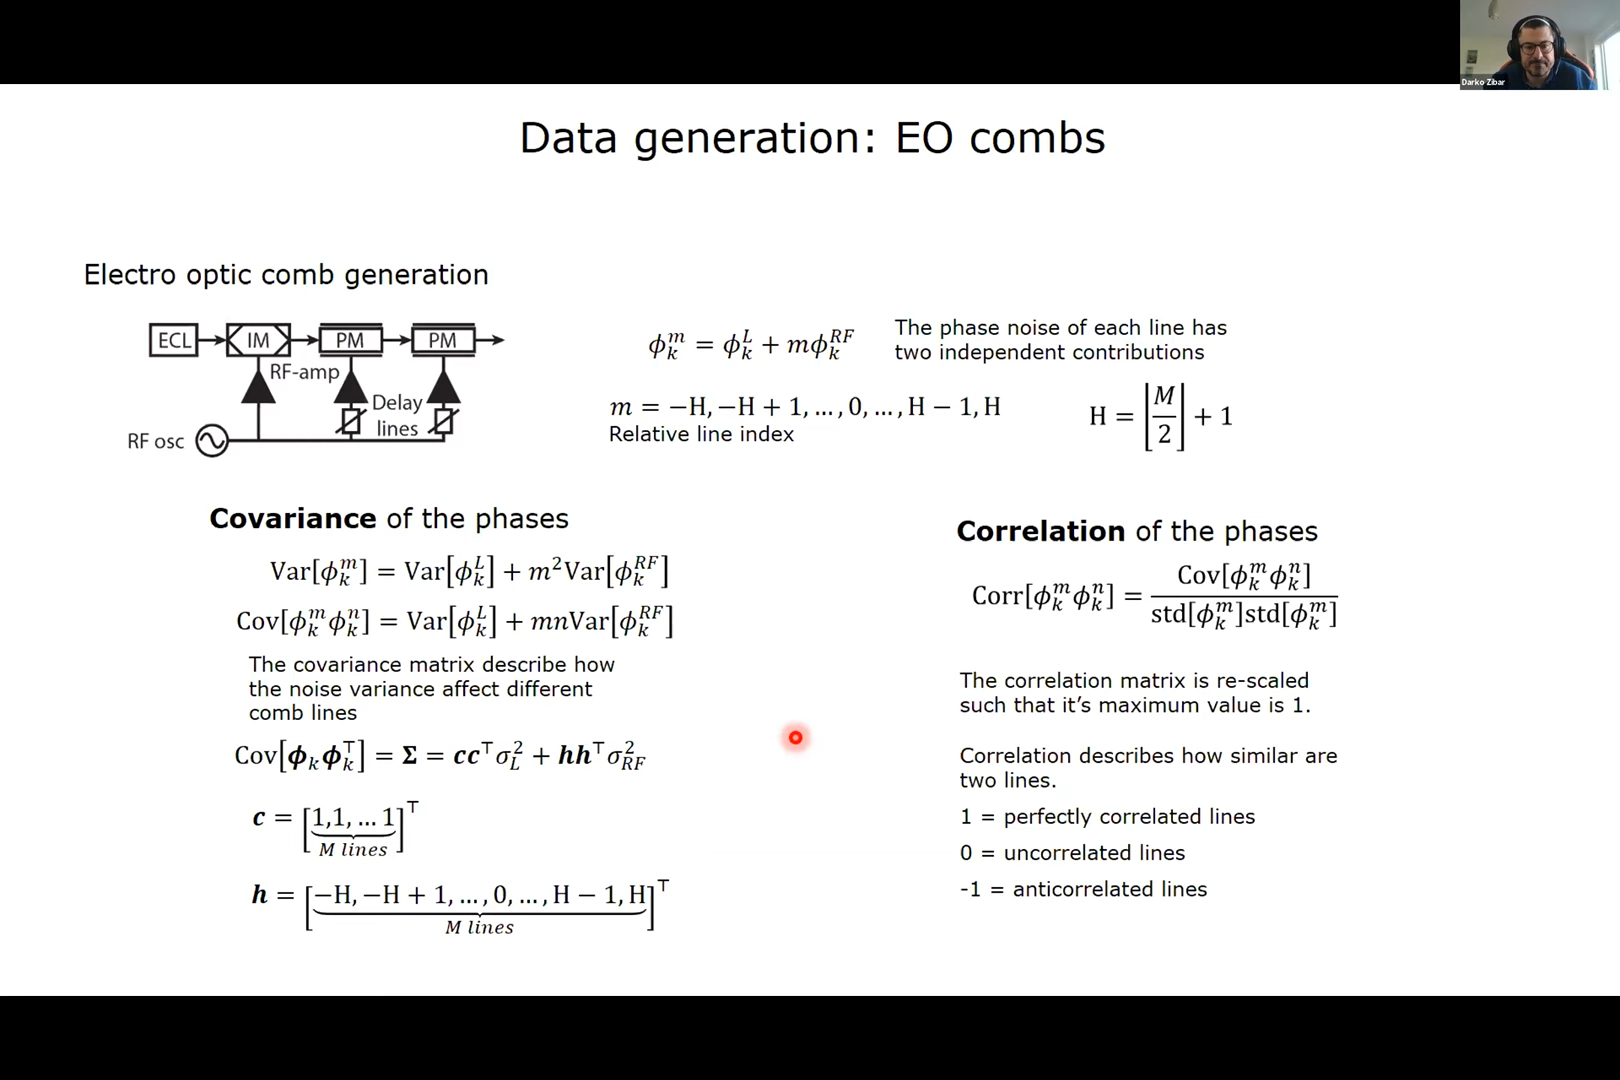 Darko Zibar
Data generation: EO combs
Electro optic comb generation
ECL IM PM PM
RF-amp
Delay
lines
RF osc
ϕ_k^m = ϕ_k^L + mϕ_k^{RF}
The phase noise of each line has
two independent contributions
m = −H, −H + 1, … , 0, … , H − 1, H
Relative line index
H = ⌊M/2⌋ + 1
Covariance of the phases
Var[ϕ_k^m] = Var[ϕ_k^L] + m²Var[ϕ_k^{RF}]
Cov[ϕ_k^m ϕ_k^n] = Var[ϕ_k^L] + mnVar[ϕ_k^{RF}]
The covariance matrix describe how
the noise variance affect different
comb lines
Cov[ϕ_k ϕ_k^⊤] = Σ = cc^⊤σ_L^2 + hh^⊤σ_{RF}^2
c = [1,1, … 1]^⊤
M lines
h = [−H, −H + 1, … , 0, … , H − 1, H]^⊤
M lines
Correlation of the phases
Corr[ϕ_k^m ϕ_k^n] = Cov[ϕ_k^m ϕ_k^n] / std[ϕ_k^m]std[ϕ_k^m]
The correlation matrix is re-scaled
such that it's maximum value is 1.
Correlation describes how similar are
two lines.
1 = perfectly correlated lines
0 = uncorrelated lines
-1 = anticorrelated lines